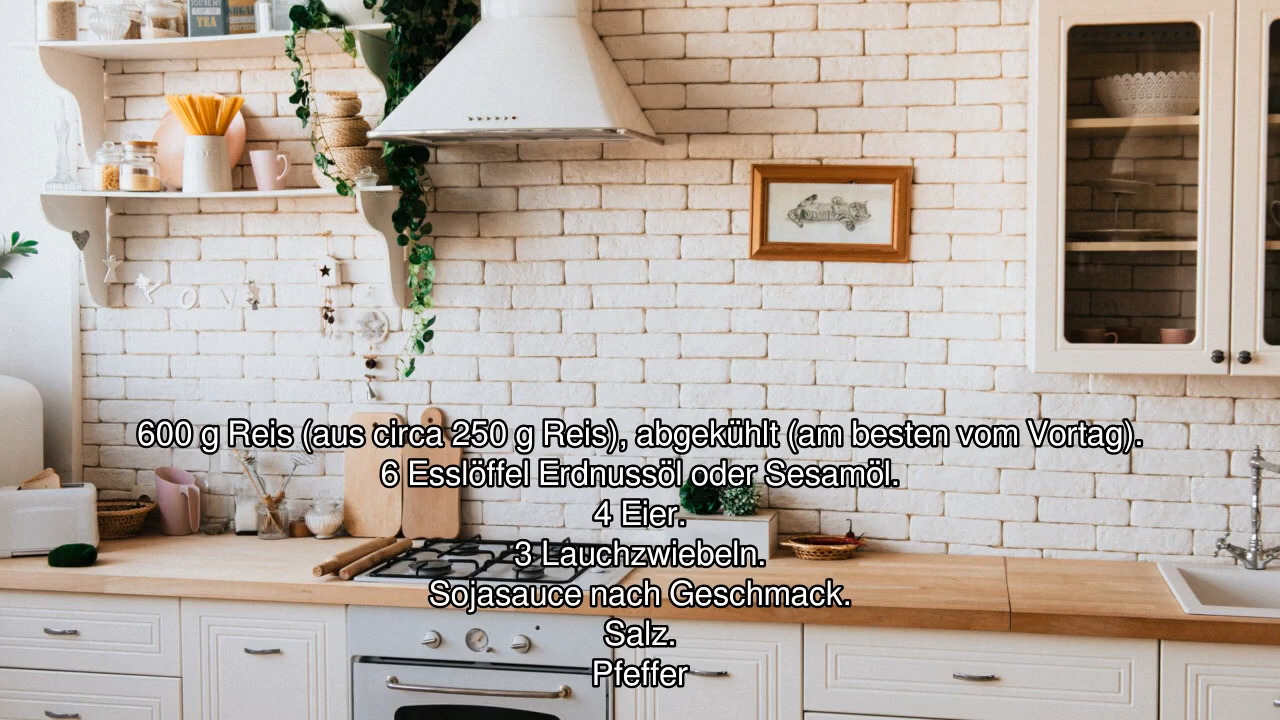 600 g Reis (aus circa 250 g Reis), abgekühlt (am besten vom Vortag).
6 Esslöffel Erdnussöl oder Sesamöl.
4 Eier.
3 Lauchzwiebeln.
Sojasauce nach Geschmack.
Salz.
Pfeffer